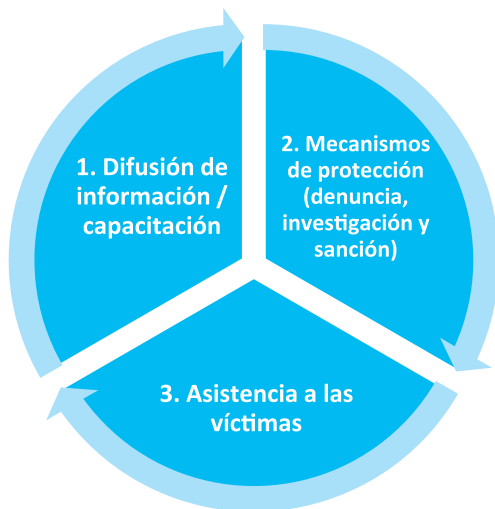 1. Difusión de
información /
capacitación
2. Mecanismos
de protección
(denuncia,
investigación y
sanción)
3. Asistencia a las
víctimas